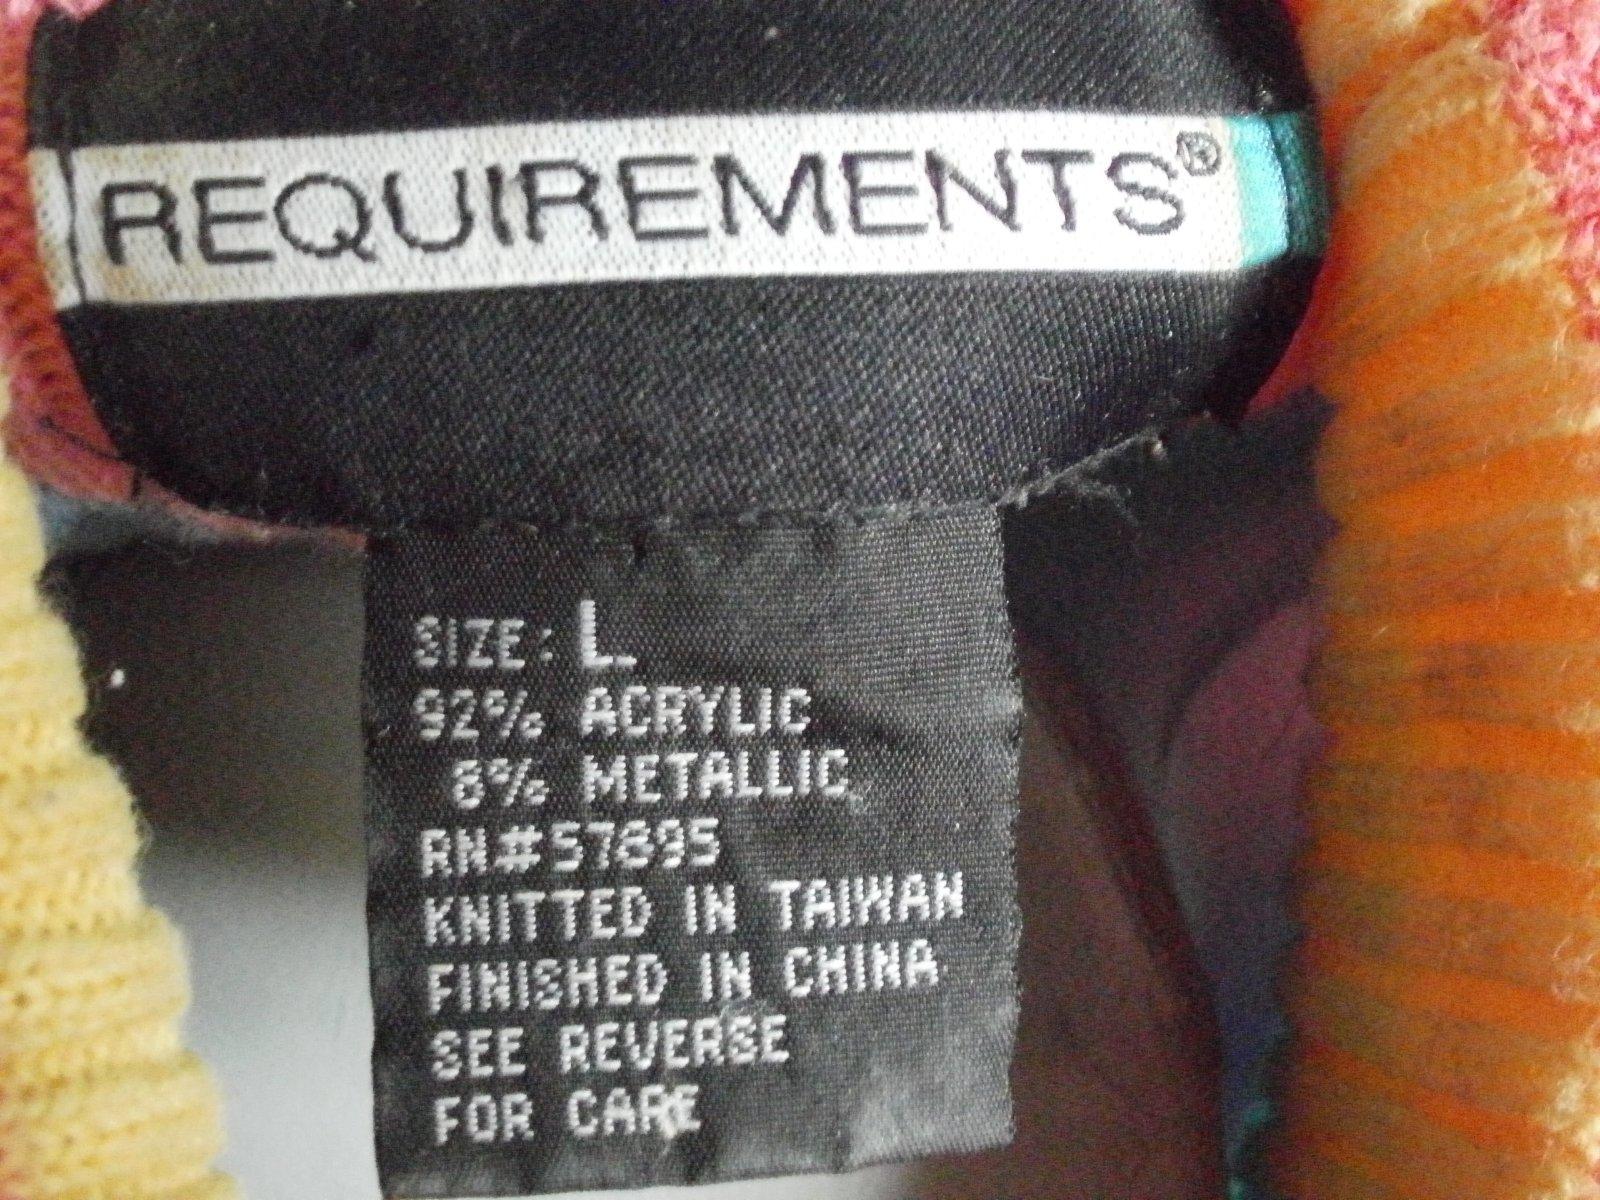 REQUIREMENTS®
SIZE: L
92% ACRYLIC
8% METALLIC
RN#57895
KNITTED IN TAIWAN
FINISHED IN CHINA
SEE REVERSE
FOR CARE